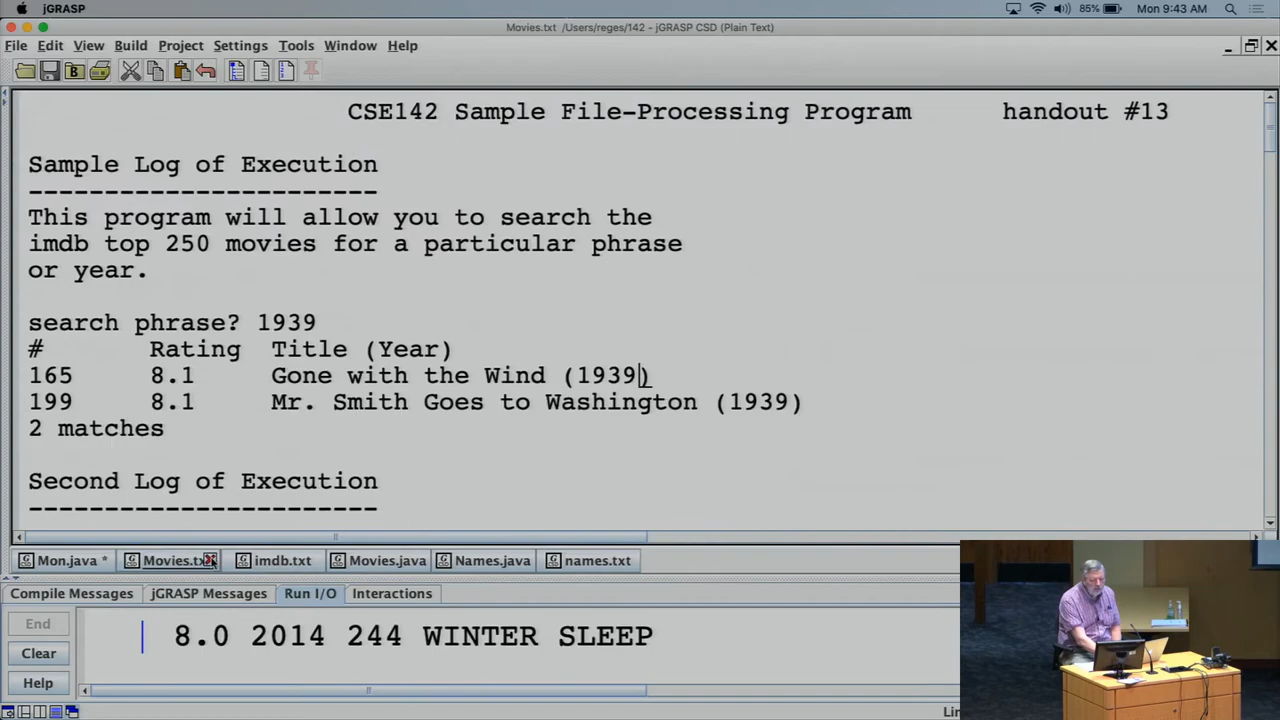 jGRASP
85%
Mon 9:43 AM
Movies.txt /Users/reges/142 - jGRASP CSD (Plain Text)
File Edit View Build Project Settings Tools Window Help
CSE142 Sample File-Processing Program handout #13
Sample Log of Execution
-----------------------
This program will allow you to search the
imdb top 250 movies for a particular phrase
or year.
search phrase? 1939
# Rating Title (Year)
165 8.1 Gone with the Wind (1939)
199 8.1 Mr. Smith Goes to Washington (1939)
2 matches
Second Log of Execution
-----------------------
Mon.java * imdb.txt Movies.java Names.java names.txt
Compile Messages jGRASP Messages Run I/O Interactions
End
Clear
Help
8.0 2014 244 WINTER SLEEP